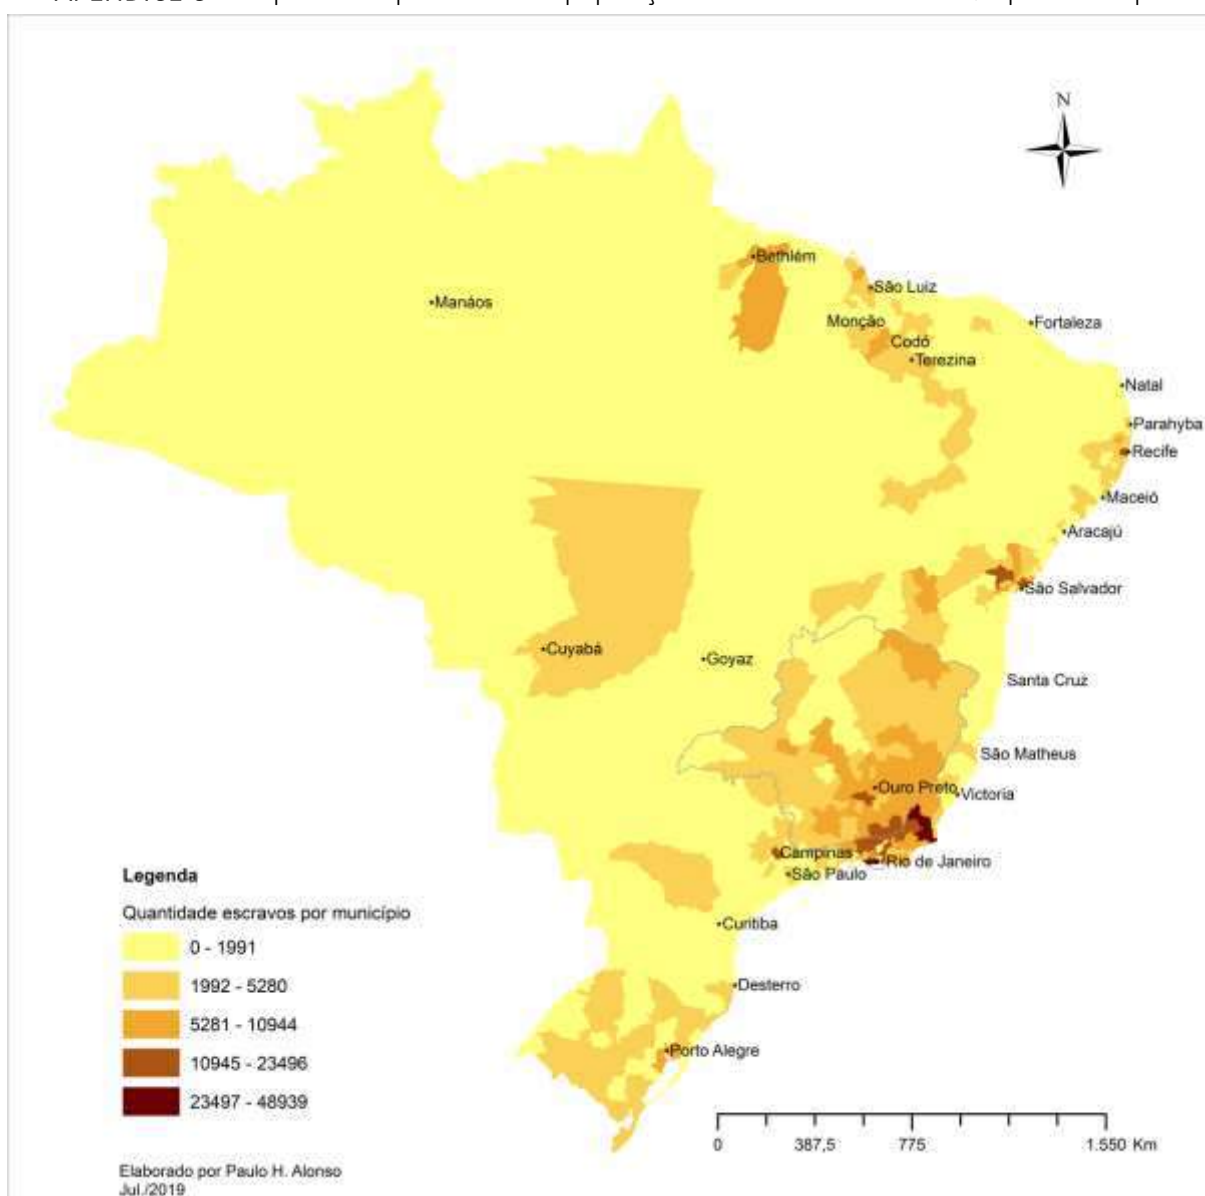 N
Bethlém
Manáos
São Luiz
Monção
Fortaleza
Codó
Terezina
Natal
Parahyba
Recife
Maceió
Aracajú
São Salvador
Cuyabá
Goyaz
Santa Cruz
São Matheus
Ouro Preto
Victoria
Campinas
Rio de Janeiro
São Paulo
Curitiba
Desterro
Porto Alegre
Legenda
Quantidade escravos por município
0 - 1991
1992 - 5280
5281 - 10944
10945 - 23496
23497 - 48939
0 387,5 775 1.550 Km
Elaborado por Paulo H. Alonso
Jul./2019